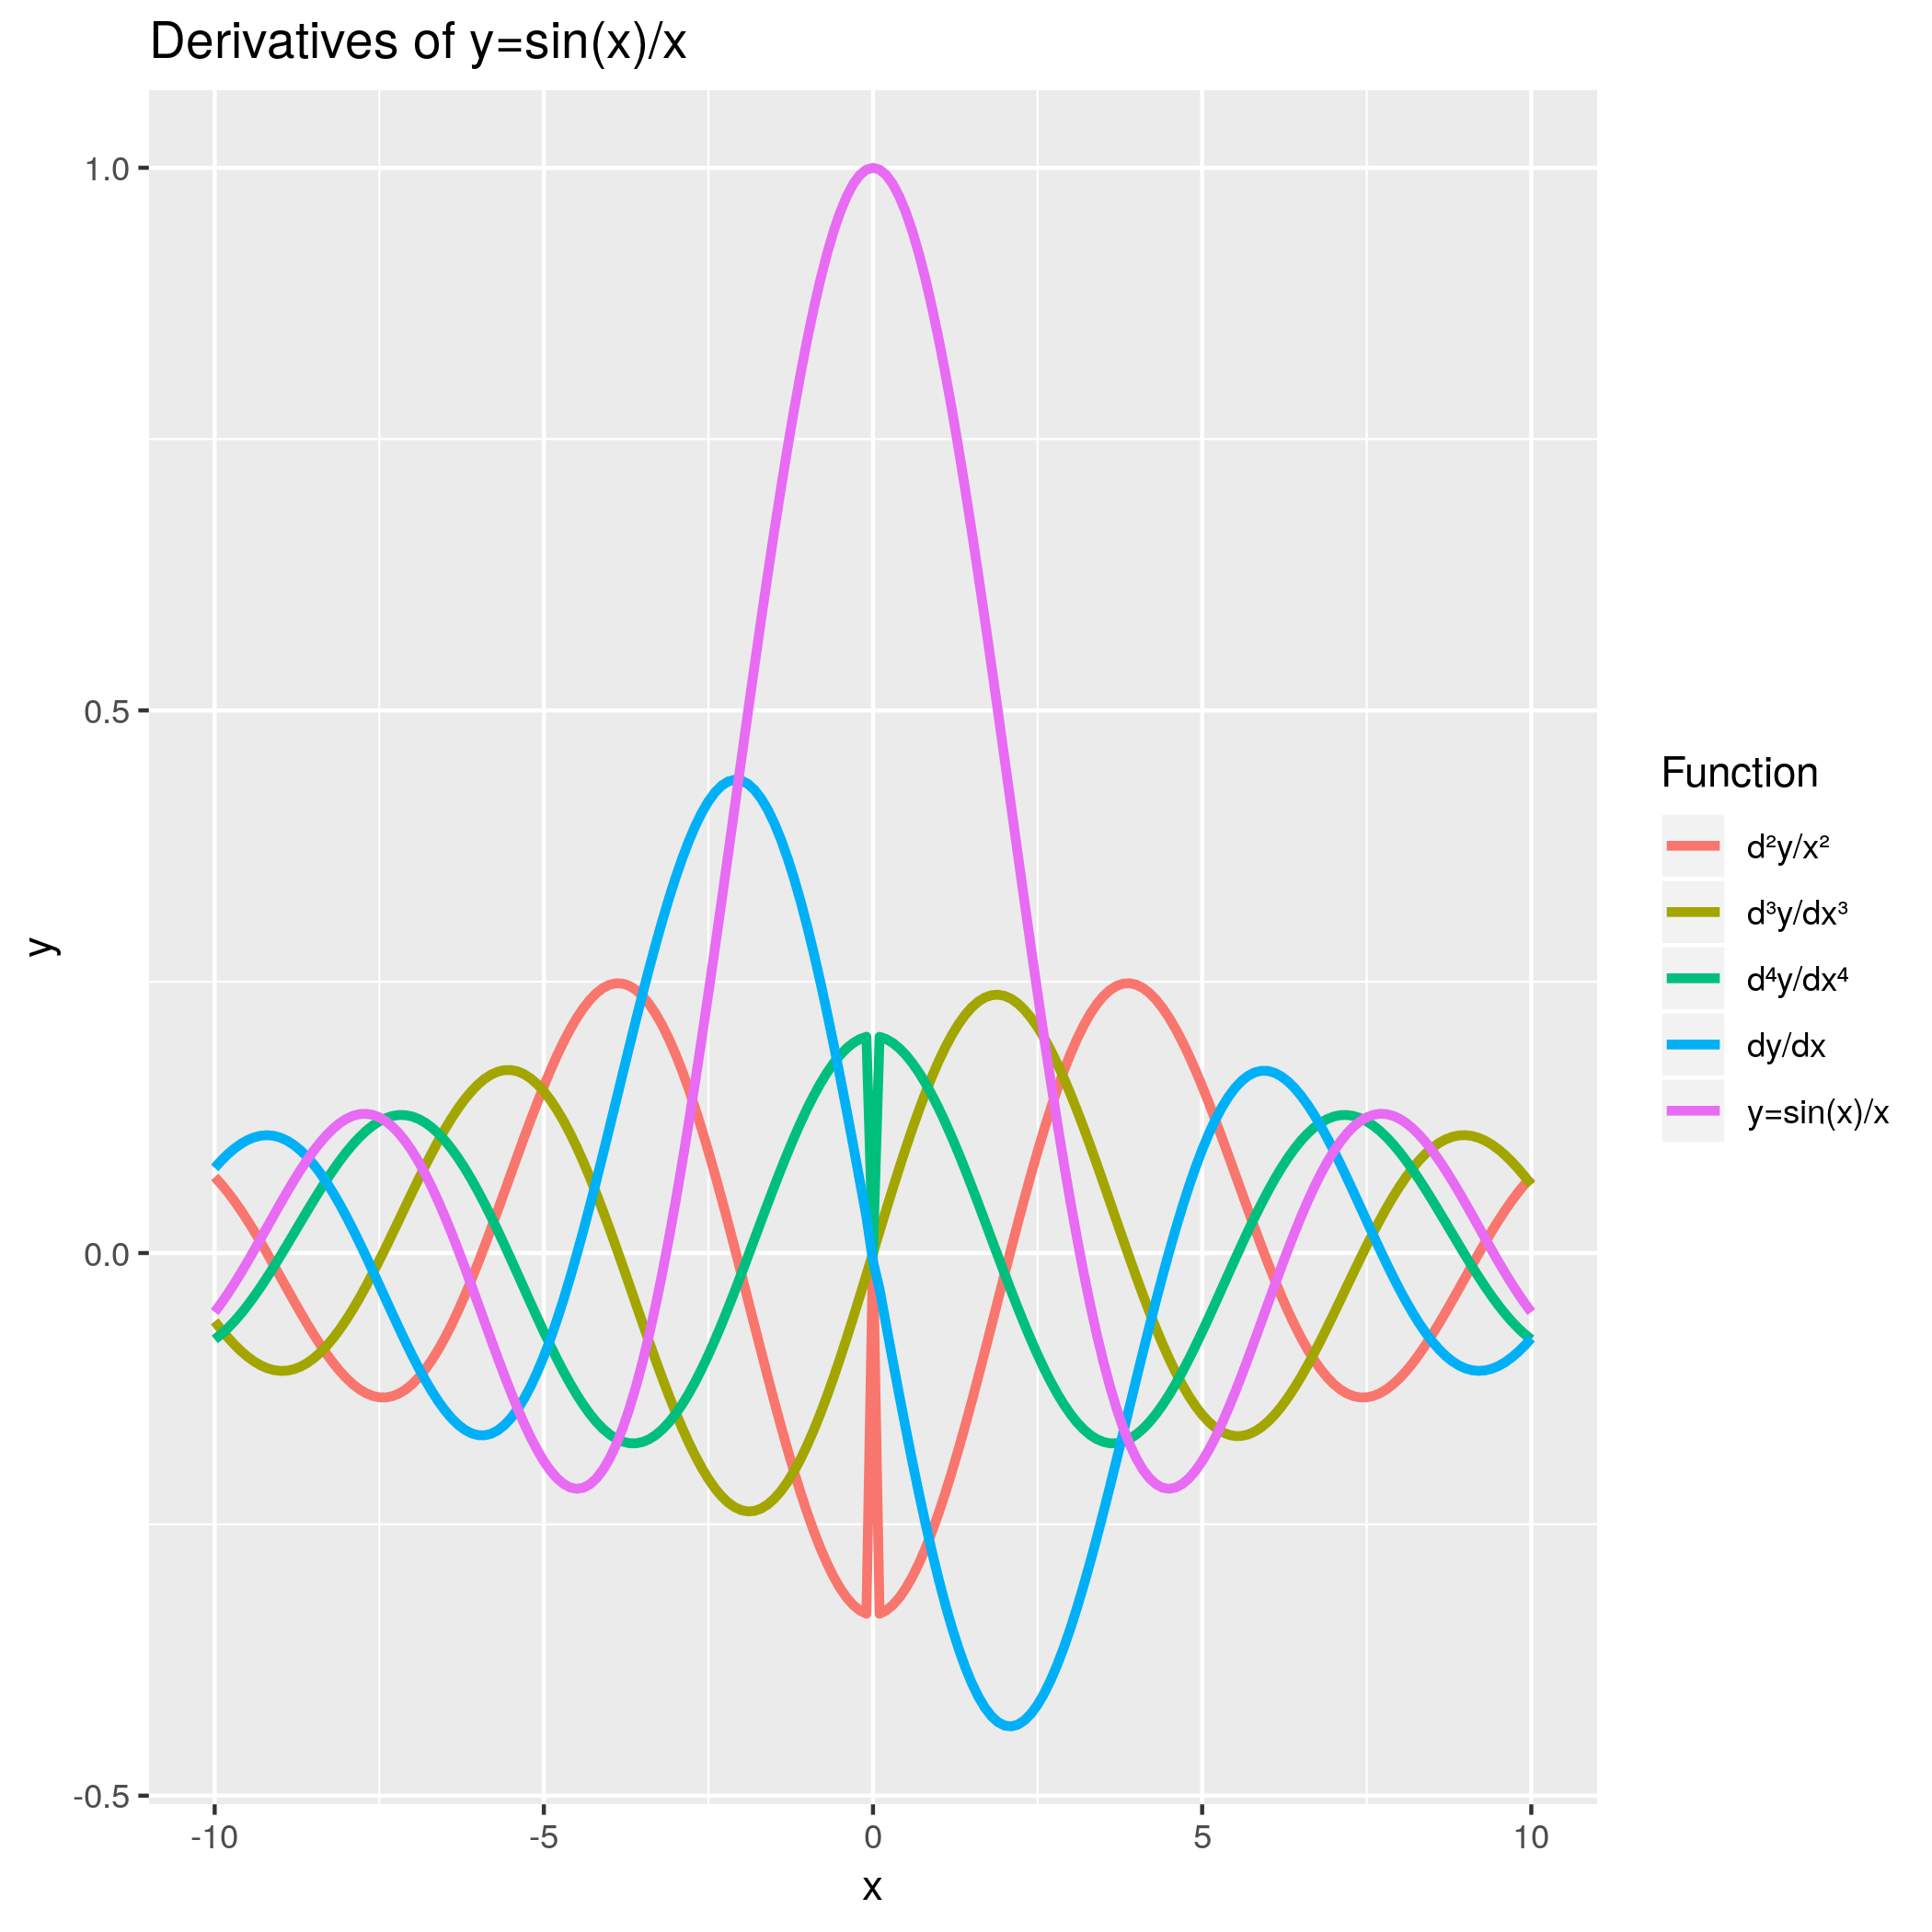 Derivatives of y=sin(x)/x
1.0
0.5
0.0
-0.5
y
-10
-5
0
5
10
x
Function
d²y/x²
d³y/dx³
d⁴y/dx⁴
dy/dx
y=sin(x)/x